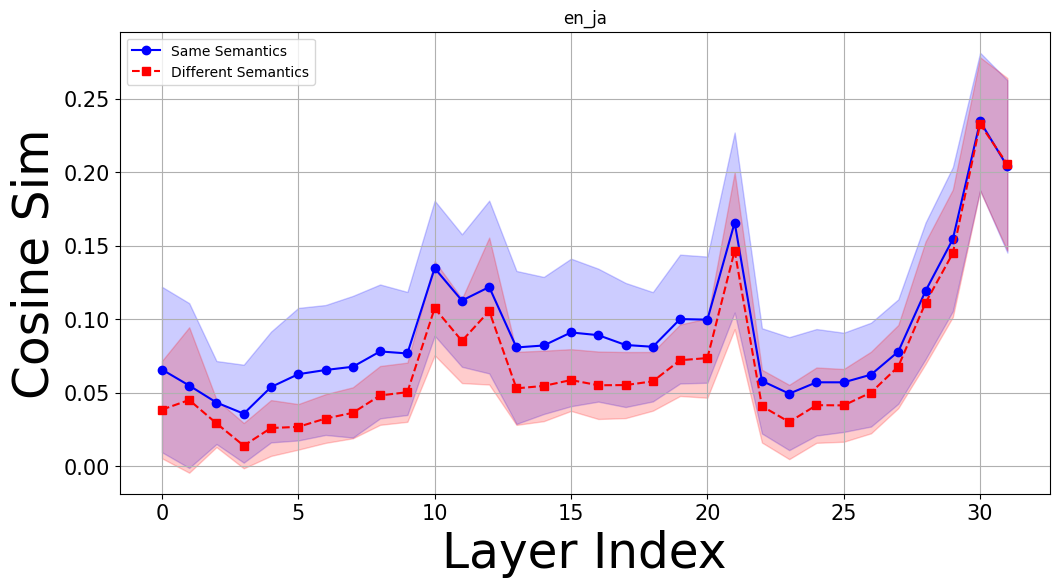 en_ja
Same Semantics
Different Semantics
Cosine Sim
0.25
0.20
0.15
0.10
0.05
0.00
0 5 10 15 20 25 30
Layer Index